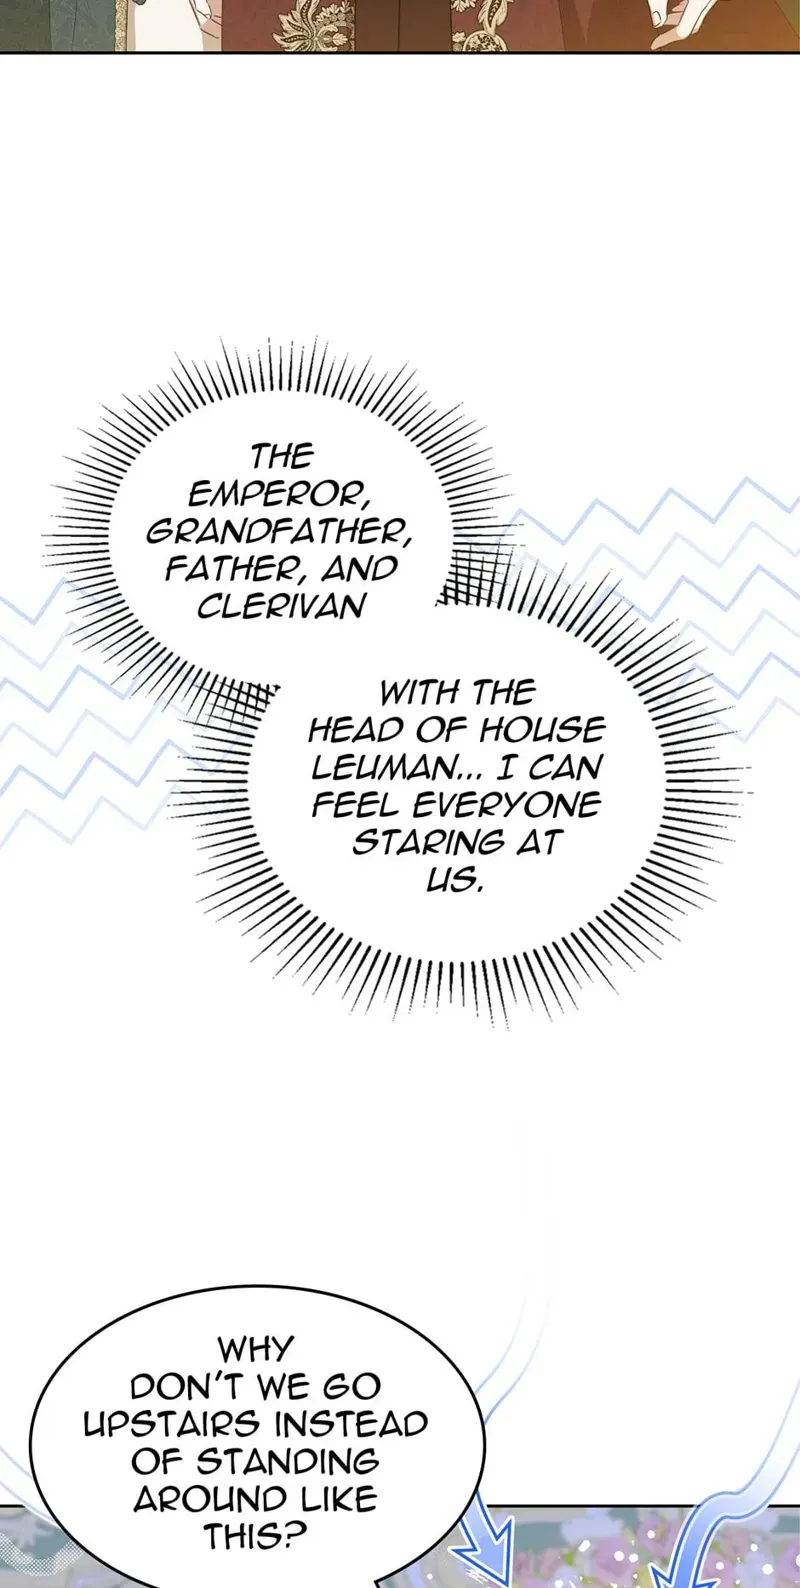 THE
EMPEROR,
GRANDFATHER,
FATHER, AND
CLERIVAN
WITH THE
HEAD OF HOUSE
LEUMAN... I CAN
FEEL EVERYONE
STARING AT
US.
WHY
DON'T WE GO
UPSTAIRS INSTEAD
OF STANDING
AROUND LIKE
THIS?